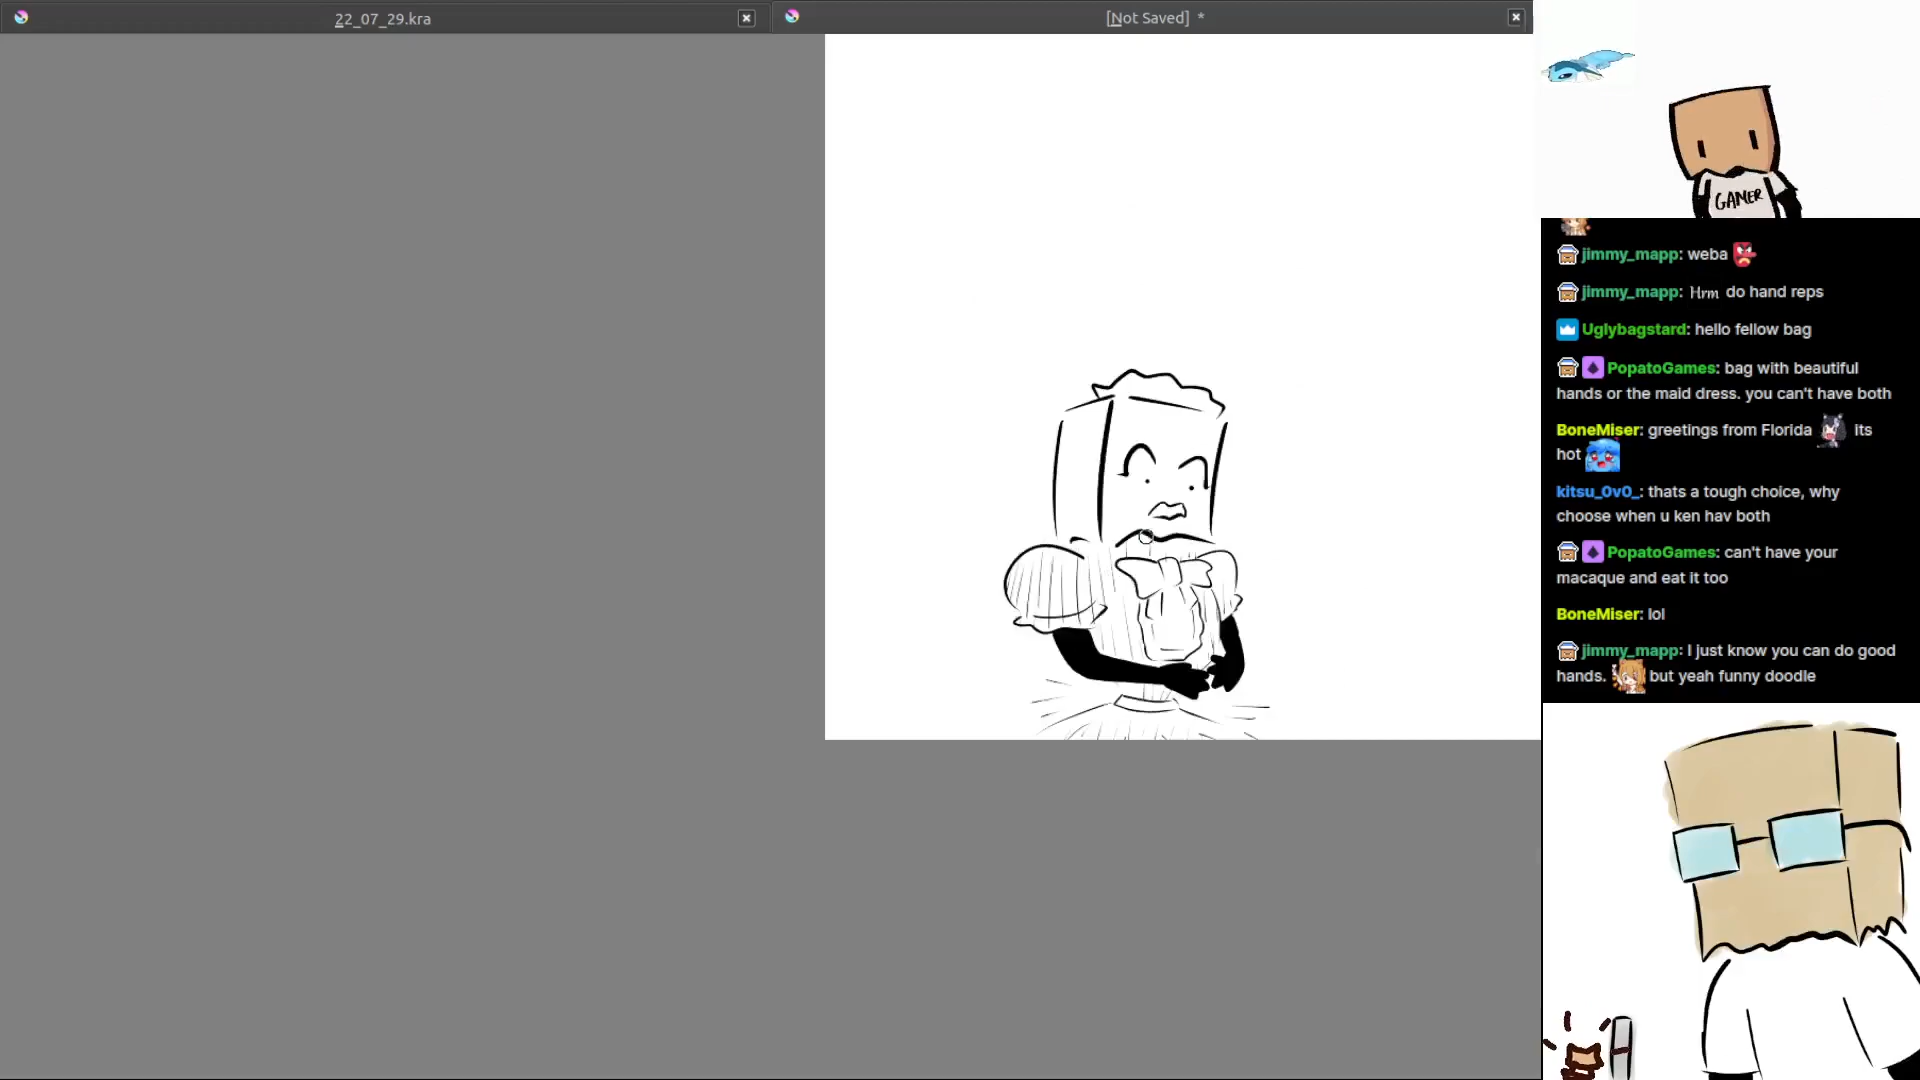 22_07_29.kra
[Not Saved] *
GAMER
jimmy_mapp: weba
jimmy_mapp: Hrm do hand reps
Uglybagstard: hello fellow bag
PopatoGames: bag with beautiful
hands or the maid dress. you can't have both
BoneMiser: greetings from Florida its
hot
kitsu_0v0_: thats a tough choice, why
choose when u ken hav both
PopatoGames: can't have your
macaque and eat it too
BoneMiser: lol
jimmy_mapp: I just know you can do good
hands. but yeah funny doodle